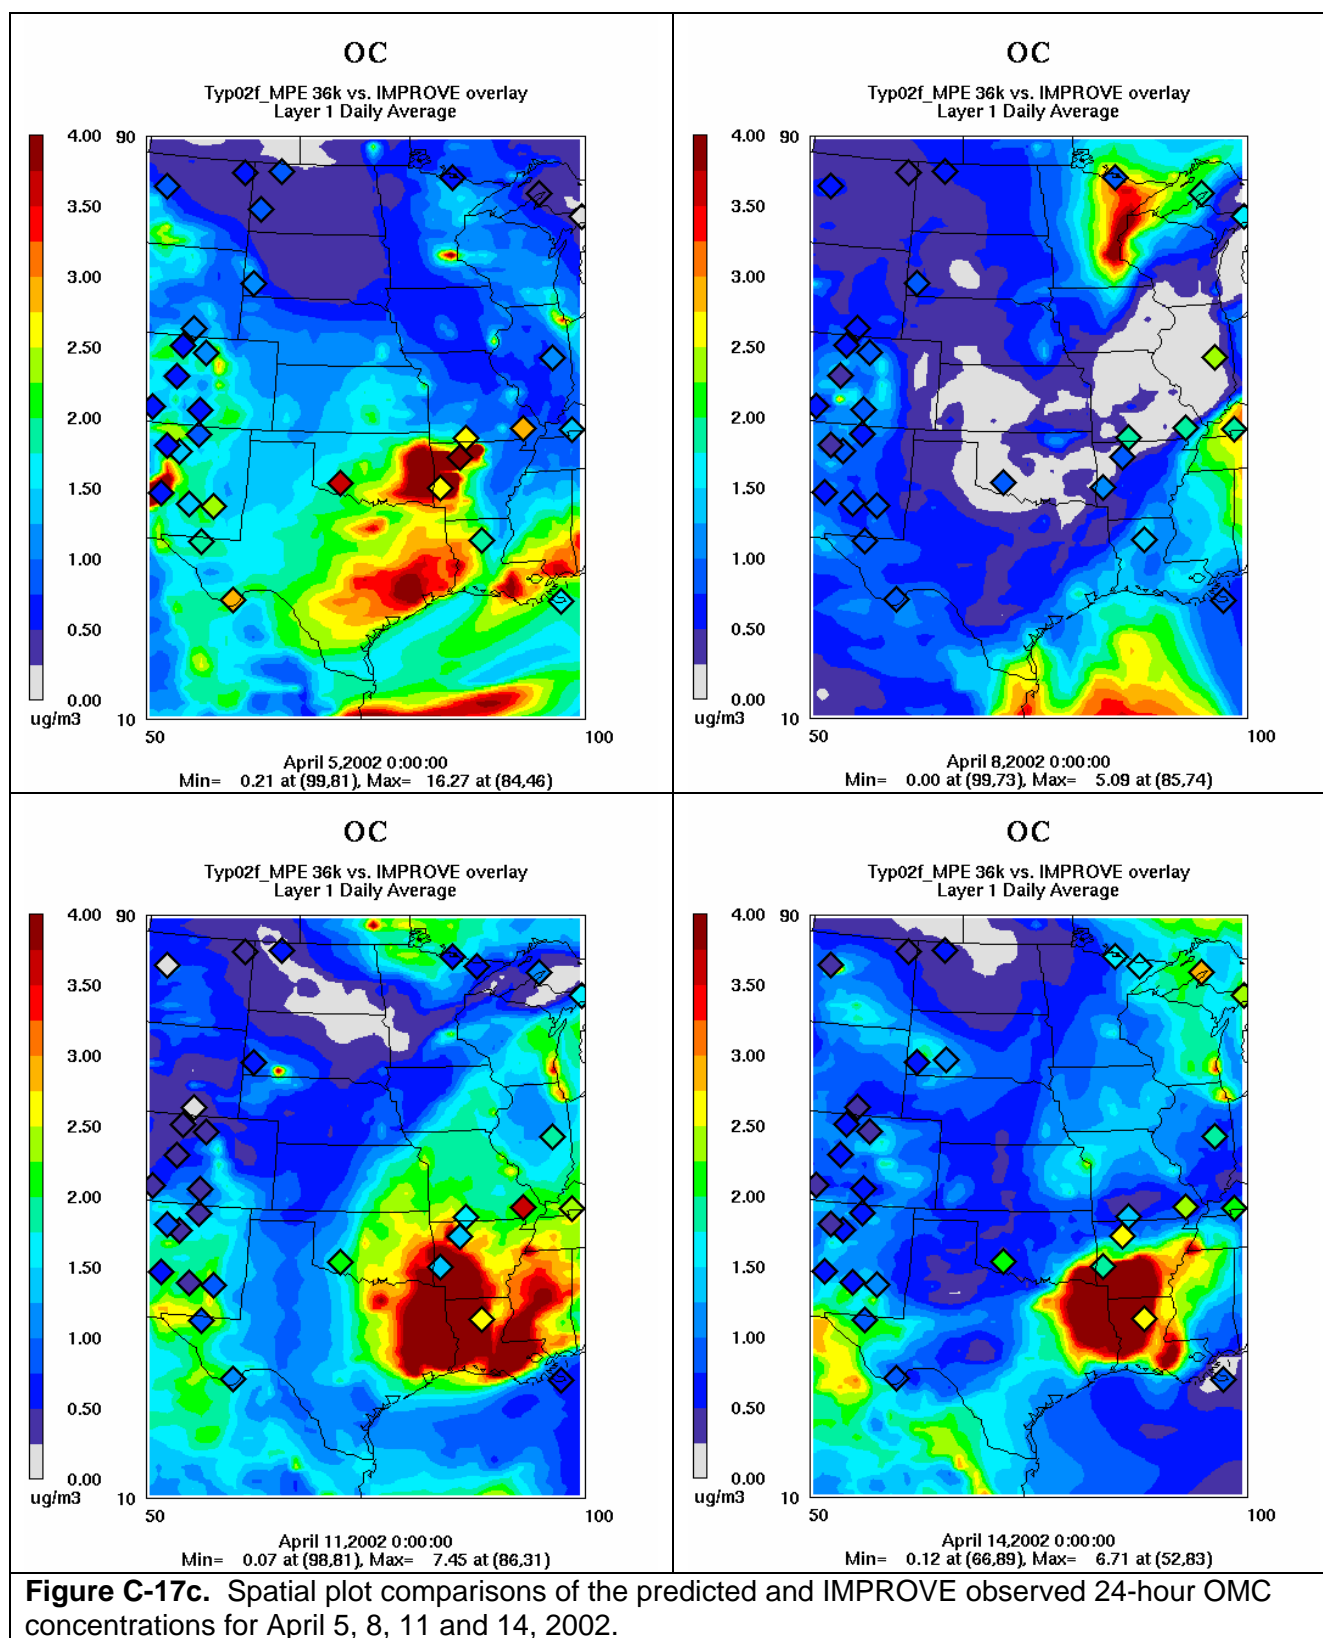 OC
Typ02f_MPE 36k vs. IMPROVE overlay
Layer 1 Daily Average
90
4.00
3.50
3.00
2.50
2.00
1.50
1.00
0.50
0.00
ug/m3
10
50
100
April 5,2002 0:00:00
Min= 0.21 at (99,81), Max= 16.27 at (84,46)
OC
Typ02f_MPE 36k vs. IMPROVE overlay
Layer 1 Daily Average
90
4.00
3.50
3.00
2.50
2.00
1.50
1.00
0.50
0.00
ug/m3
10
50
100
April 8,2002 0:00:00
Min= 0.00 at (99,73), Max= 5.09 at (85,74)
OC
Typ02f_MPE 36k vs. IMPROVE overlay
Layer 1 Daily Average
90
4.00
3.50
3.00
2.50
2.00
1.50
1.00
0.50
0.00
ug/m3
10
50
100
April 11,2002 0:00:00
Min= 0.07 at (98,81), Max= 7.45 at (86,31)
OC
Typ02f_MPE 36k vs. IMPROVE overlay
Layer 1 Daily Average
90
4.00
3.50
3.00
2.50
2.00
1.50
1.00
0.50
0.00
ug/m3
10
50
100
April 14,2002 0:00:00
Min= 0.12 at (66,89), Max= 6.71 at (52,83)
Figure C-17c. Spatial plot comparisons of the predicted and IMPROVE observed 24-hour OMC
concentrations for April 5, 8, 11 and 14, 2002.